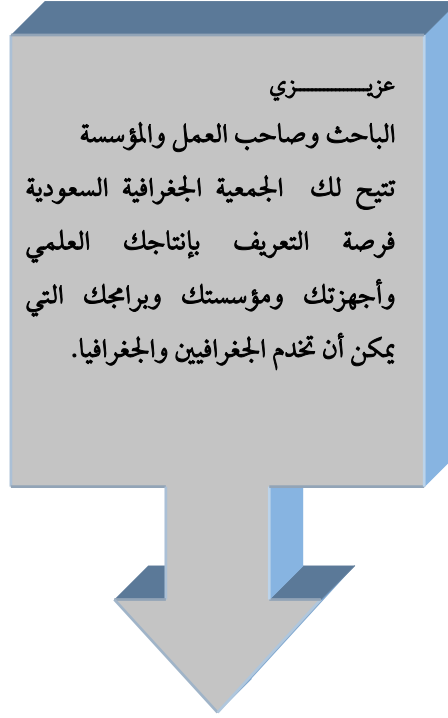 عزيـــــــــزي
الباحث وصاحب العمل والمؤسسة
تتيح لك الجمعية الجغرافية السعودية
فرصة التعريف بإنتاجك العلمي
وأجهزتك ومؤسستك وبرامجك التي
يمكن أن تخدم الجغرافيين والجغرافيا.